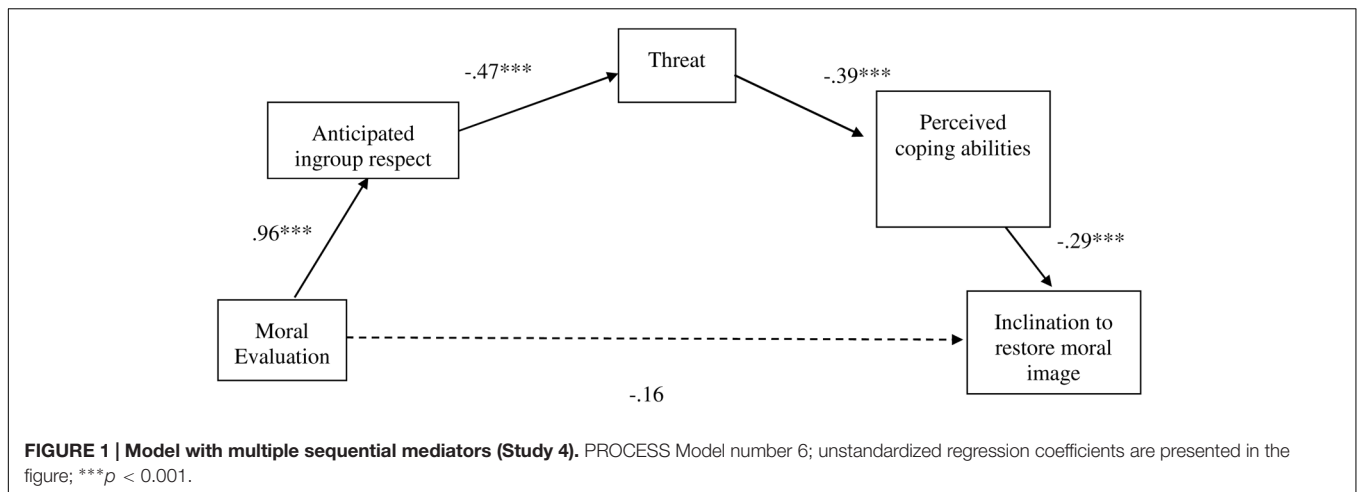 Threat
-.47***
-.39***
Anticipated
ingroup respect
Perceived
coping abilities
.96***
-.29***
Moral
Evaluation
Inclination to
restore moral
image
-.16
FIGURE 1 | Model with multiple sequential mediators (Study 4). PROCESS Model number 6; unstandardized regression coefficients are presented in the
figure; ***p < 0.001.